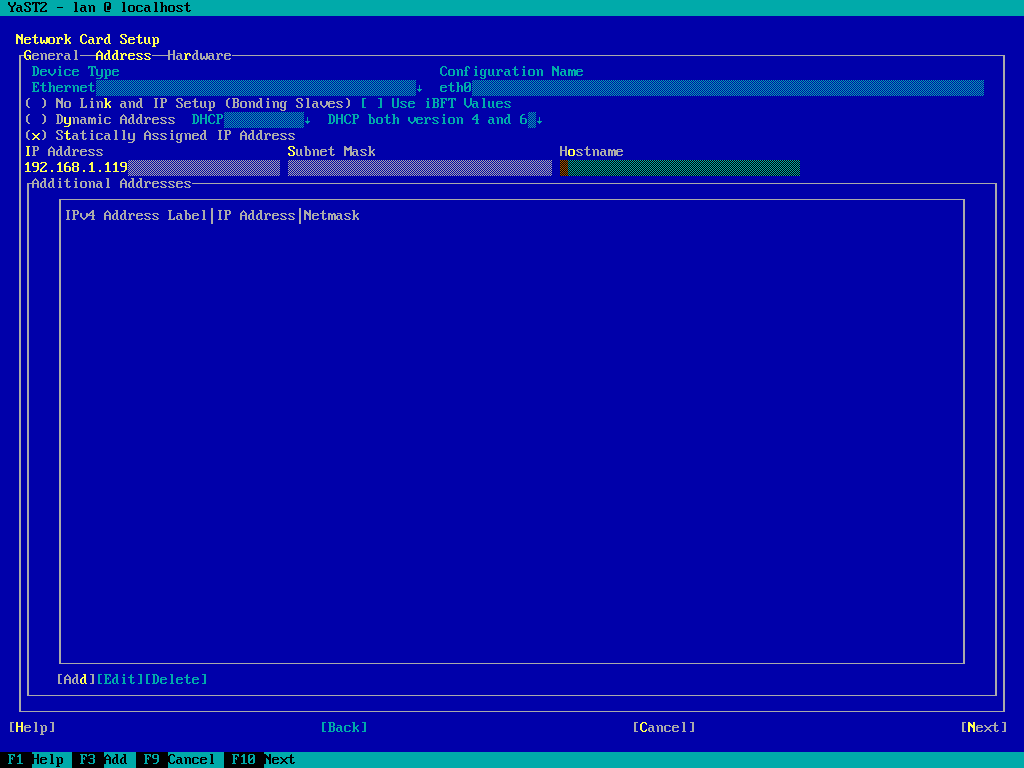 YaST2 - lan @ localhost
Network Card Setup
General Address Hardware
Device Type Configuration Name
Ethernet ↓ eth0
( ) No Link and IP Setup (Bonding Slaves) [ ] Use iBFT Values
( ) Dynamic Address DHCP ↓ DHCP both version 4 and 6 ↓
(x) Statically Assigned IP Address
IP Address Subnet Mask Hostname
192.168.1.119
Additional Addresses
IPv4 Address Label|IP Address|Netmask
[Add][Edit][Delete]
[Help] [Back] [Cancel] [Next]
F1 Help F3 Add F9 Cancel F10 Next